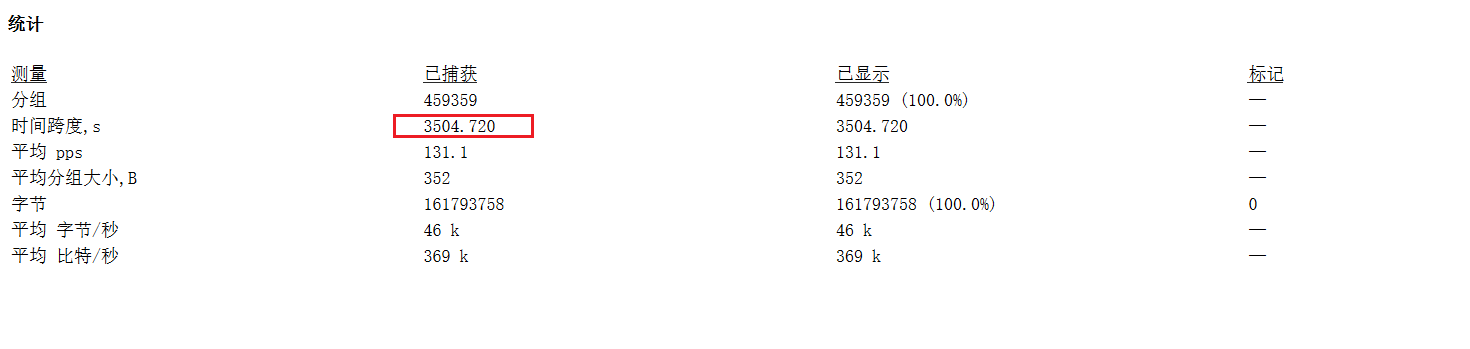 统计
测量 已捕获 已显示 标记
分组 459359 459359 (100.0%) —
时间跨度,s 3504.720 3504.720 —
平均 pps 131.1 131.1 —
平均分组大小,B 352 352 —
字节 161793758 161793758 (100.0%) 0
平均 字节/秒 46 k 46 k —
平均 比特/秒 369 k 369 k —